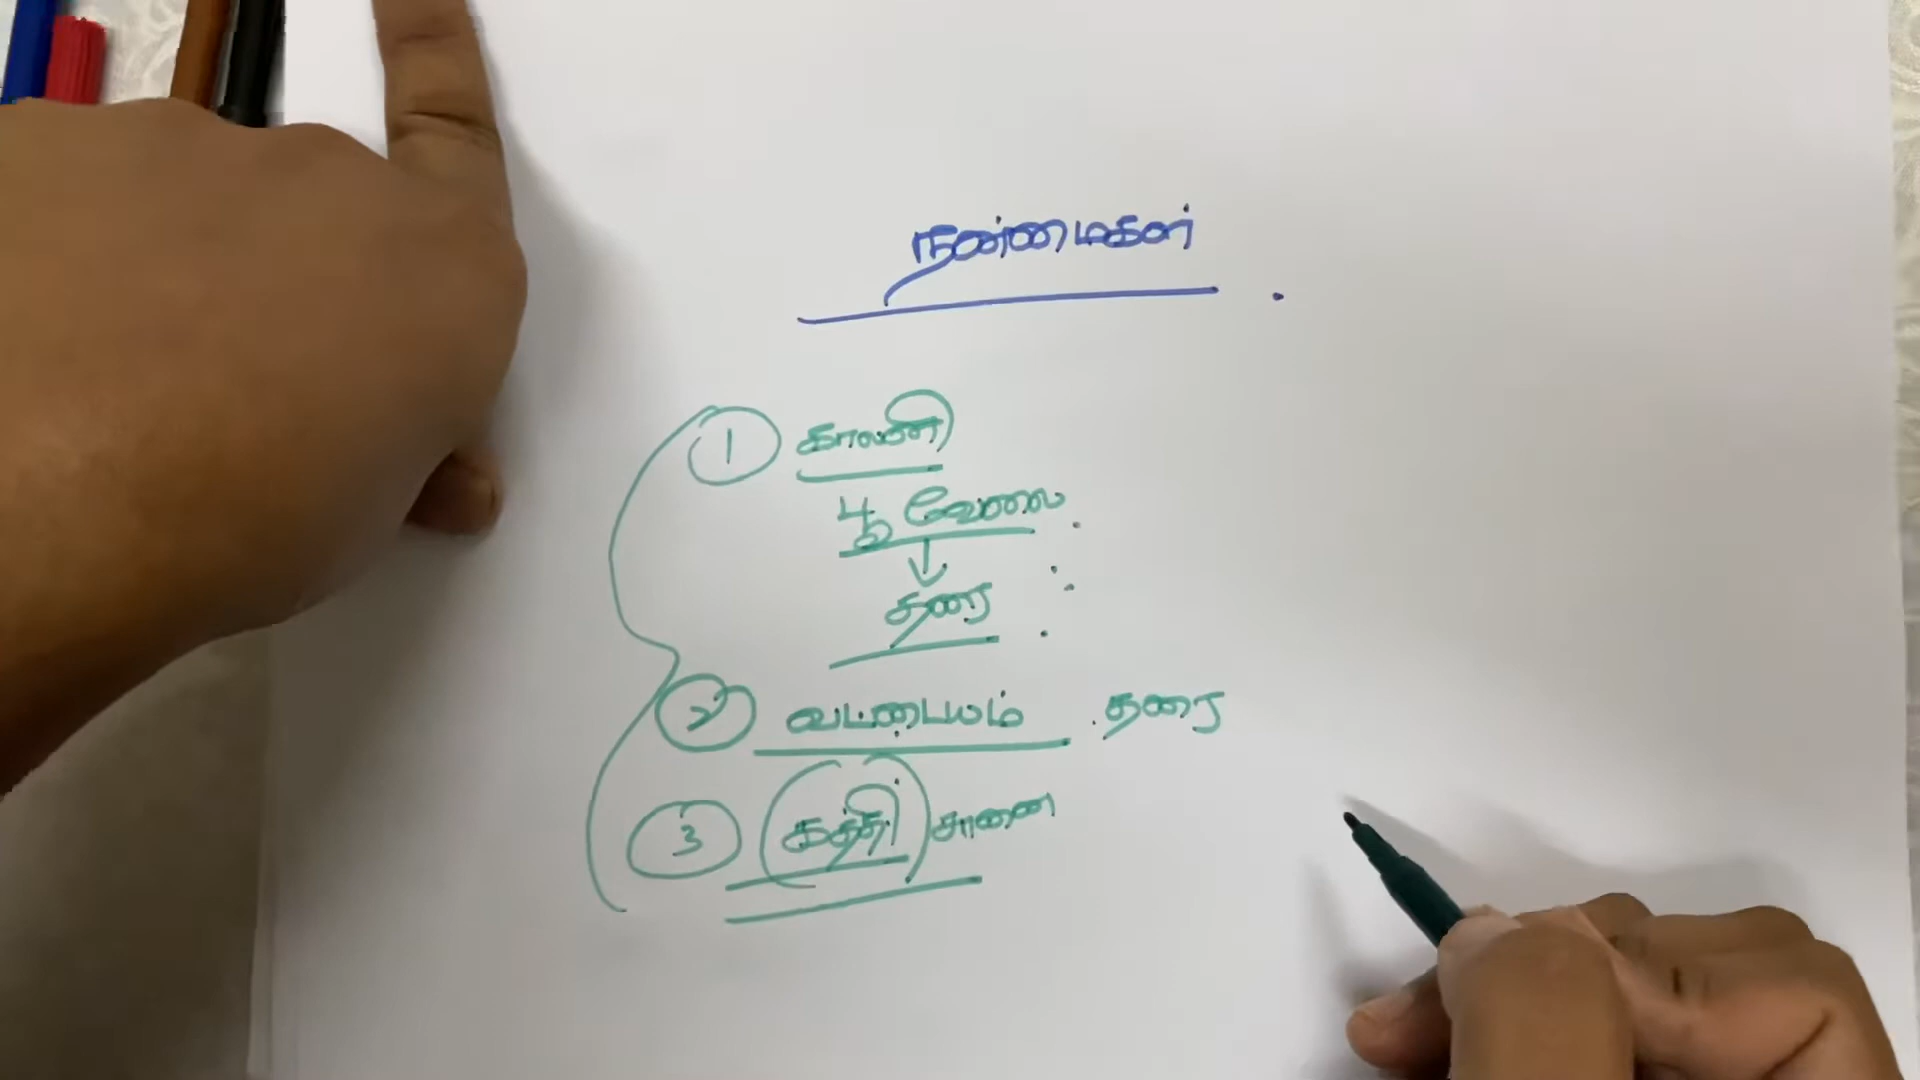 நன்மைகள்
1 காலணி
பூ வேலை
தரை
2 வட்டையம் தரை
3 கத்தி சாணை